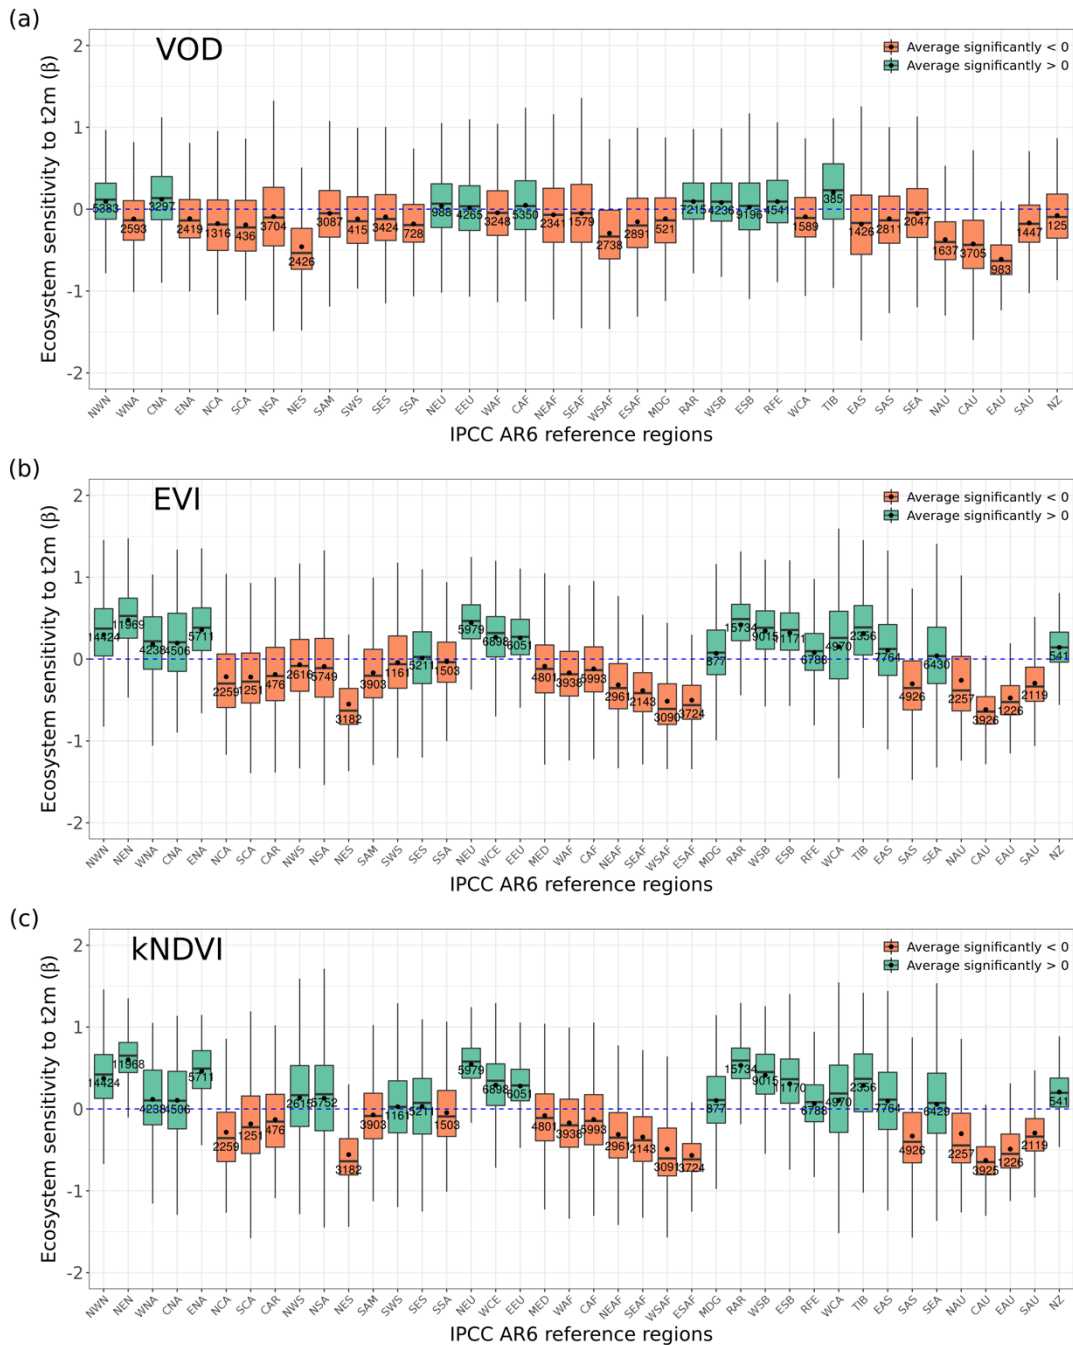 (a)
VOD
Average significantly < 0
Average significantly > 0
Ecosystem sensitivity to t2m (β)
2
1
0
-1
-2
5383 2593 3297 2419 1316 436 3704 2426 3087 415 3424 728 988 4265 3248 5350 2341 1579 2738 2891 521 7215 4236 9196 4541 1589 385 1426 2811 2047 1637 3705 983 1447 125
NWN WNA CNA ENA NCA SCA NSA NES SAM SWS SES SSA NEU EEU WAF CAF NEAF SEAF WSAF ESAF MDG RAR WSB ESB RFE WCA TIB EAS SAS SEA NAU CAU EAU SAU NZ
IPCC AR6 reference regions
(b)
EVI
Average significantly < 0
Average significantly > 0
Ecosystem sensitivity to t2m (β)
2
1
0
-1
-2
14424 11969 4238 4506 5711 2259 1251 476 2616 6749 3182 3903 1161 5211 1503 5979 6898 6051 4801 3938 5993 2961 2143 3090 3724 877 15734 9015 11171 6788 4970 2356 7764 4926 6430 2257 3926 1226 2119 541
NWN NEN WNA CNA ENA NCA SCA CAR NWS NSA NES SAM SWS SES SSA NEU WCE EEU MED WAF CAF NEAF SEAF WSAF ESAF MDG RAR WSB ESB RFE WCA TIB EAS SAS SEA NAU CAU EAU SAU NZ
IPCC AR6 reference regions
(c)
kNDVI
Average significantly < 0
Average significantly > 0
Ecosystem sensitivity to t2m (β)
2
1
0
-1
-2
14424 11968 4238 4506 5711 2259 1251 476 2615 6752 3182 3903 1161 5211 1503 5979 6898 6051 4801 3938 5993 2961 2143 3091 3724 877 15734 9015 11170 6788 4970 2356 7764 4926 6429 2257 3925 1226 2119 541
NWN NEN WNA CNA ENA NCA SCA CAR NWS NSA NES SAM SWS SES SSA NEU WCE EEU MED WAF CAF NEAF SEAF WSAF ESAF MDG RAR WSB ESB RFE WCA TIB EAS SAS SEA NAU CAU EAU SAU NZ
IPCC AR6 reference regions